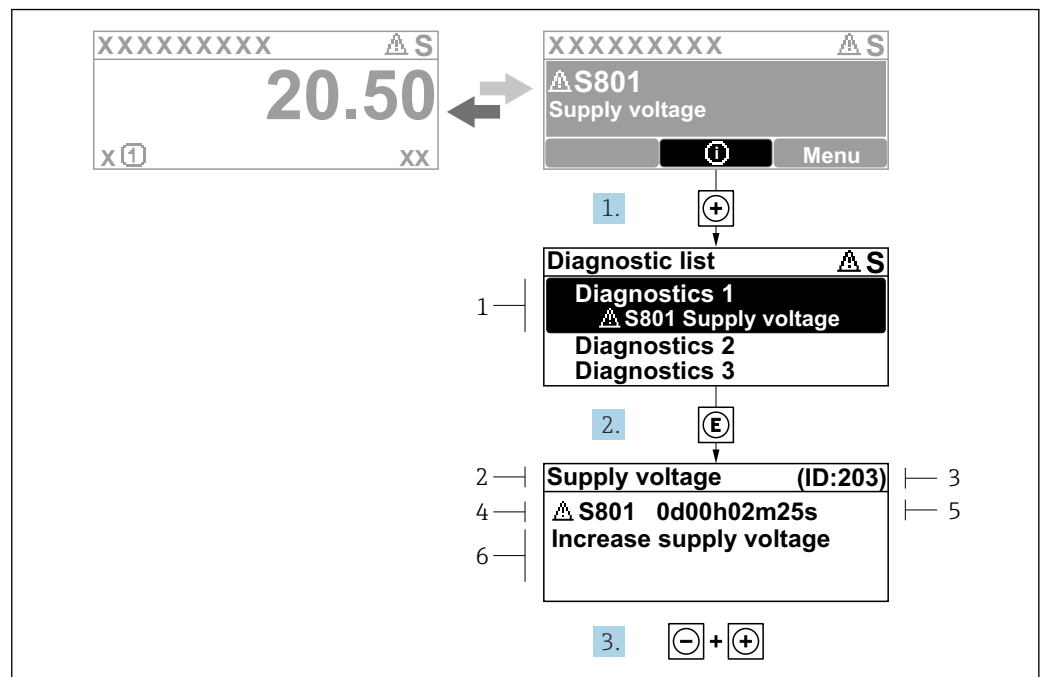 XXXXXXXXX ⚠ S
20.50
x ① xx
XXXXXXXXX ⚠ S
⚠ S801
Supply voltage
ⓘ Menu
1. +
Diagnostic list ⚠ S
1
Diagnostics 1
⚠ S801 Supply voltage
Diagnostics 2
Diagnostics 3
2. E
2 Supply voltage (ID:203) 3
4 ⚠ S801 0d00h02m25s 5
6 Increase supply voltage
3. - + +